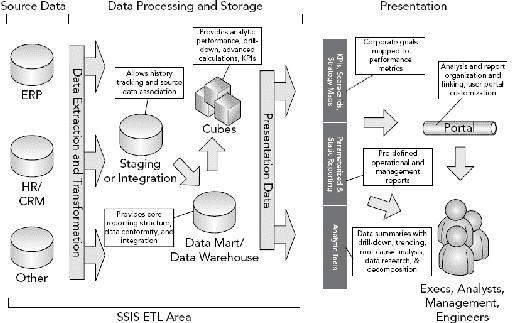 Source Data
Data Processing and Storage
Presentation
ERP
HR/
CRM
Other
Data Extraction and Transformation
Allows history
tracking and source
data association
Staging
or Integration
Provides analytic
performance, drill-
down, advanced
calculations, KPIs
Cubes
Provides core
reporting structure,
data conformity, and
integration
Data Mart/
Data Warehouse
Presentation Data
KPIs, Scorecards,
Strategy Maps
Parameterized &
Static Reporting
Analytic Tools
Corporate goals
mapped to
performance
metrics
Analysis and report
organization and
linking, user portal
customization
Portal
Pre-defined
operational and
management
reports
Data summaries with
drill-down, trending,
root cause analysis,
data research, &
decomposition
Execs, Analysts,
Management,
Engineers
SSIS ETL Area